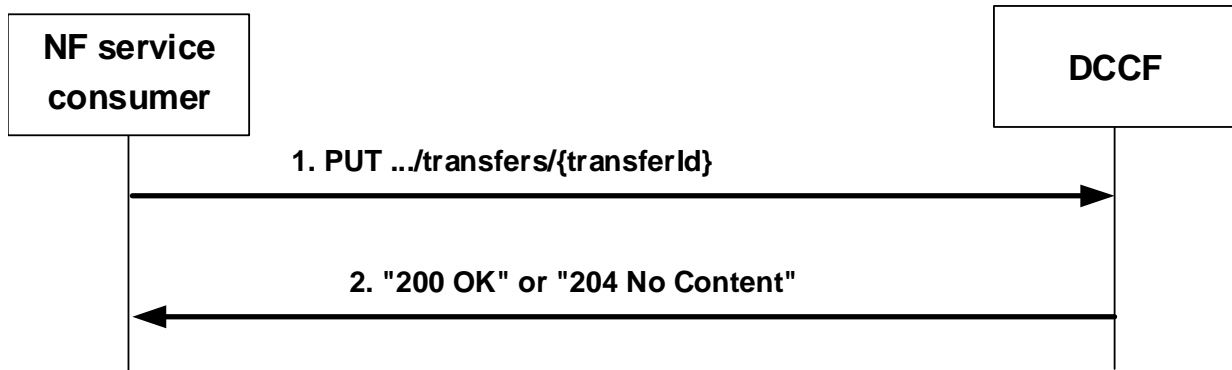 NF service
consumer
DCCF
1. PUT .../transfers/{transferId}
2. "200 OK" or "204 No Content"